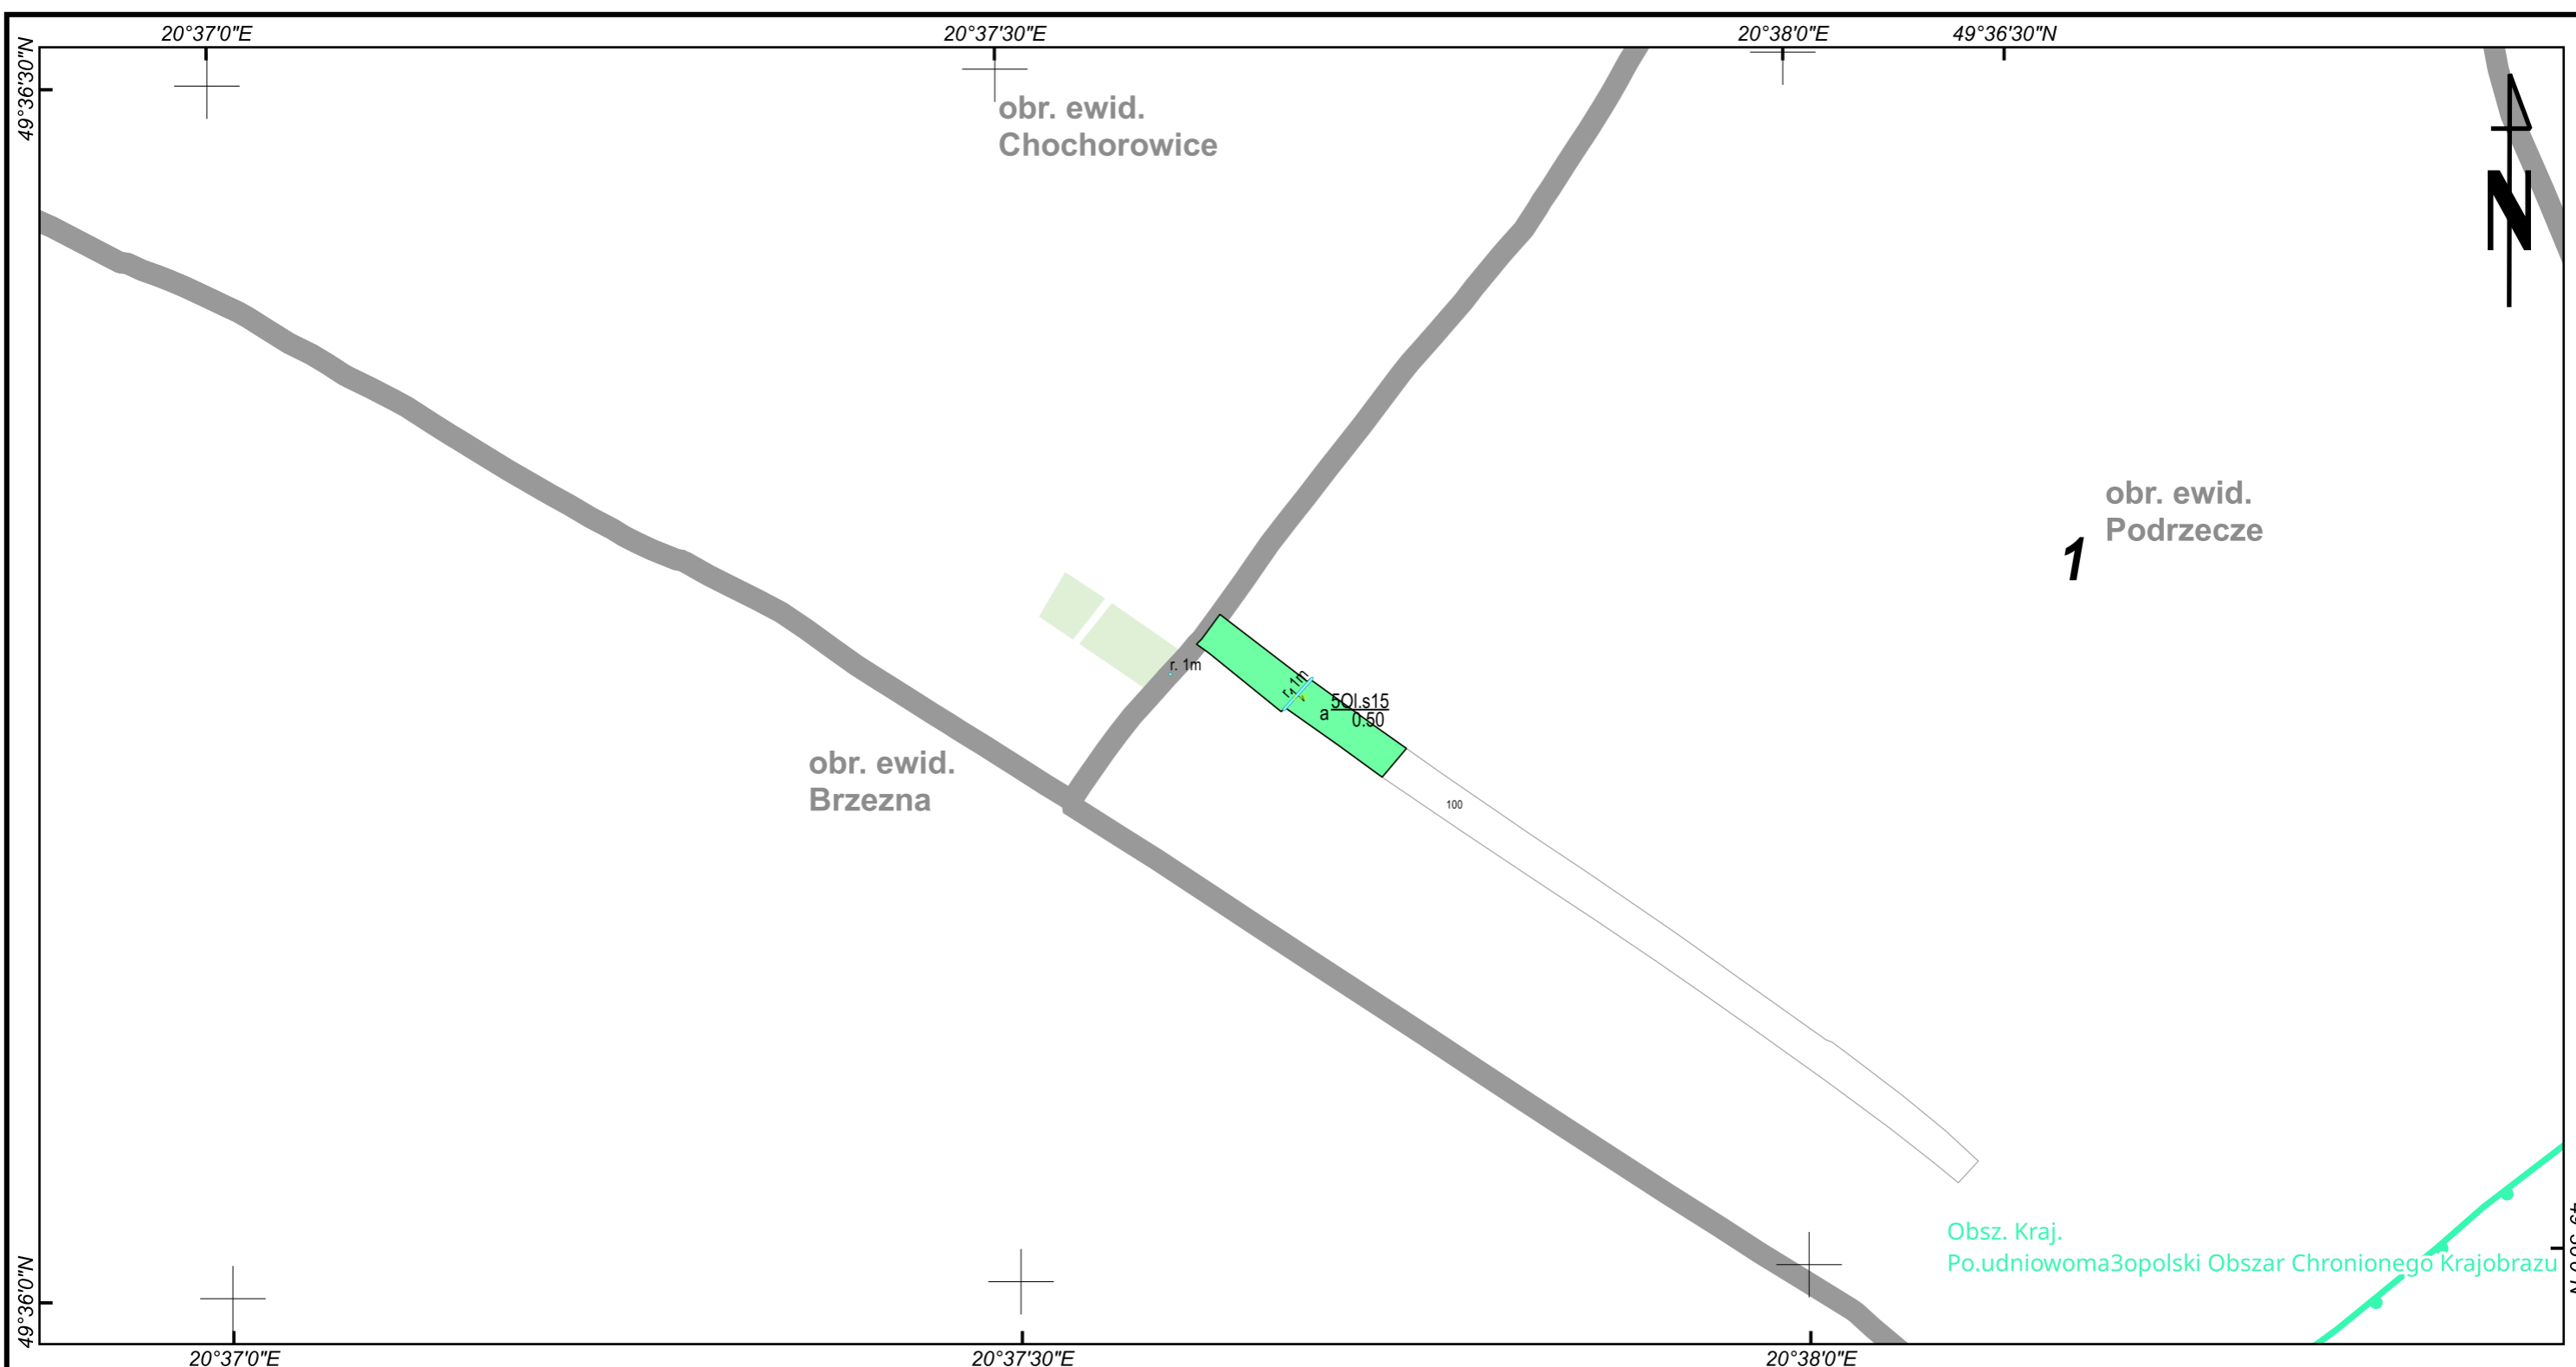 20°37'0"E
20°37'30"E
20°38'0"E
49°36'30"N
49°36'30"N
obr. ewid.
Chochorowice
N
obr. ewid.
Podrzecze
1
r. 1m
r. 1m
5Ol.s15
a
0.50
obr. ewid.
Brzezna
100
Obsz. Kraj.
Po.udniowoma3opolski Obszar Chronionego Krajobrazu
49°36'0"N
20°37'0"E
20°37'30"E
20°38'0"E